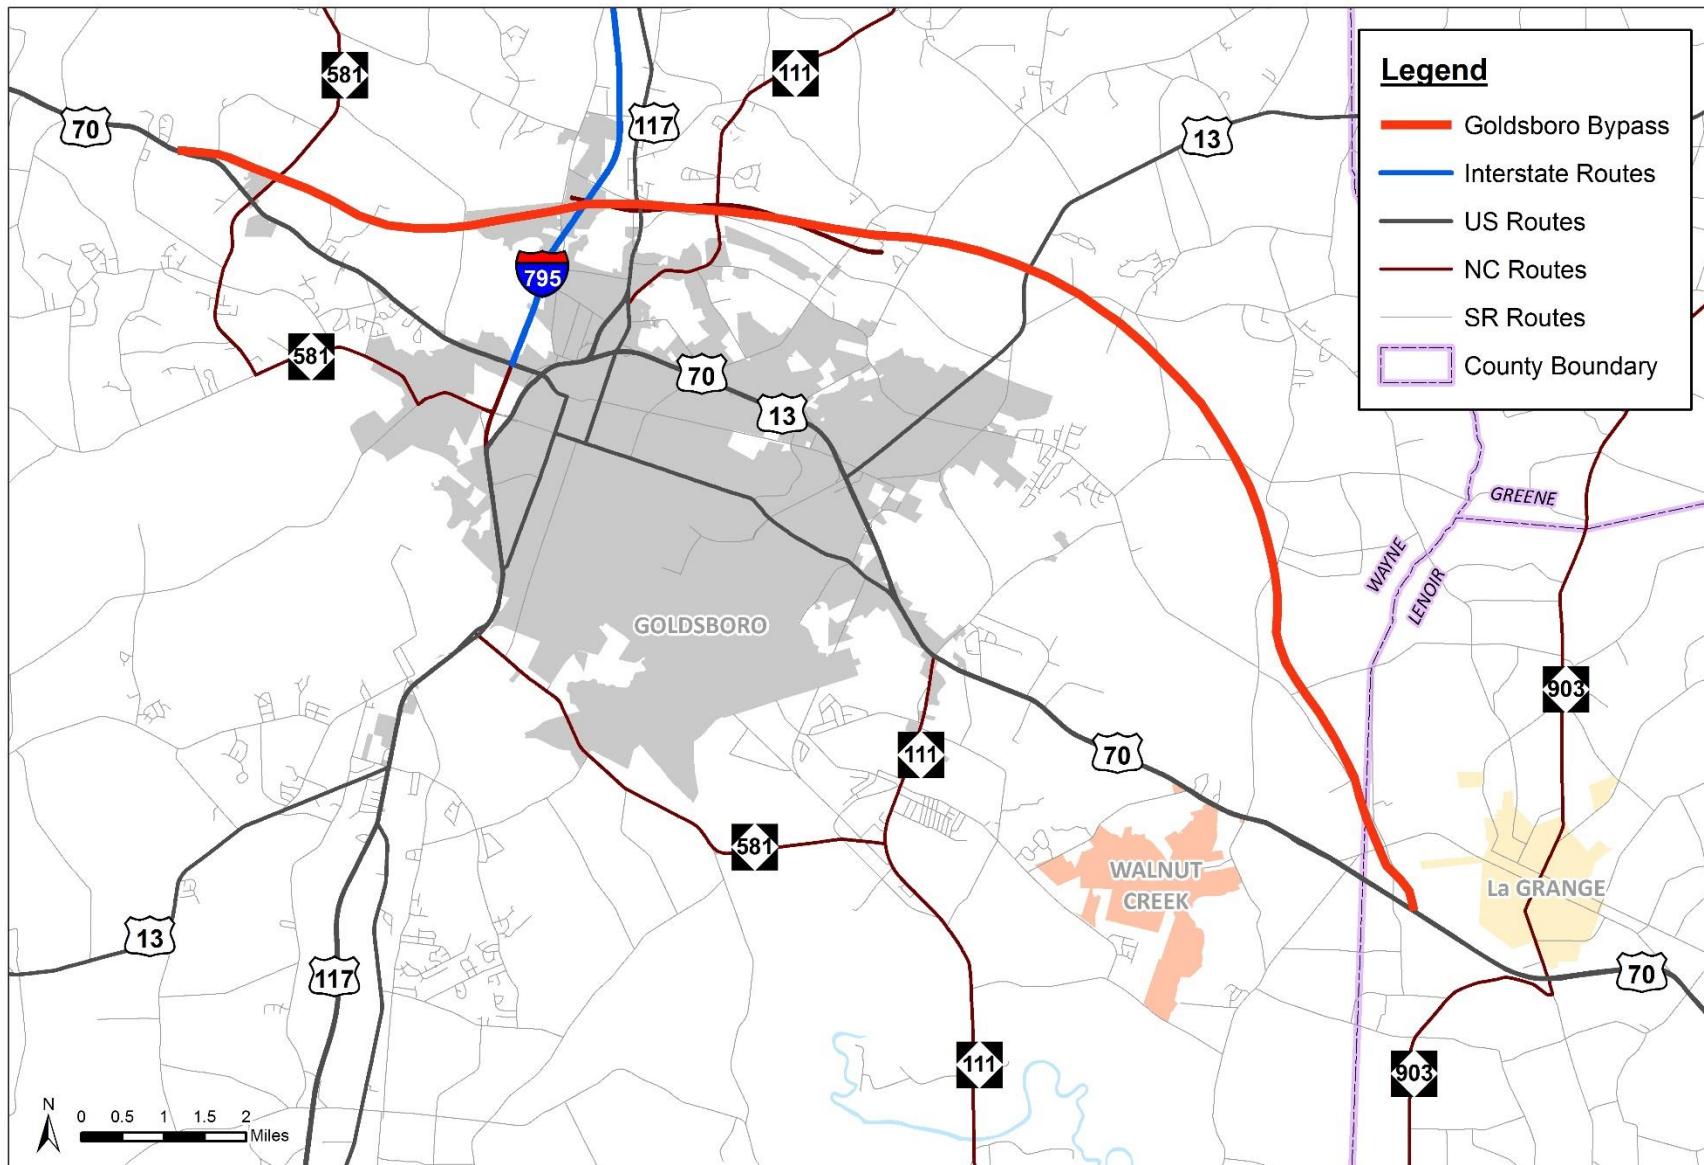 581
111
Legend
70
117
13
Goldsboro Bypass
Interstate Routes
US Routes
795
NC Routes
SR Routes
581
County Boundary
70
13
GREENE
WAYNE
LENOIR
GOLDSBORO
903
111
70
581
WALNUT
CREEK
La GRANGE
13
117
70
111
903
N
0 0.5 1 1.5 2
Miles